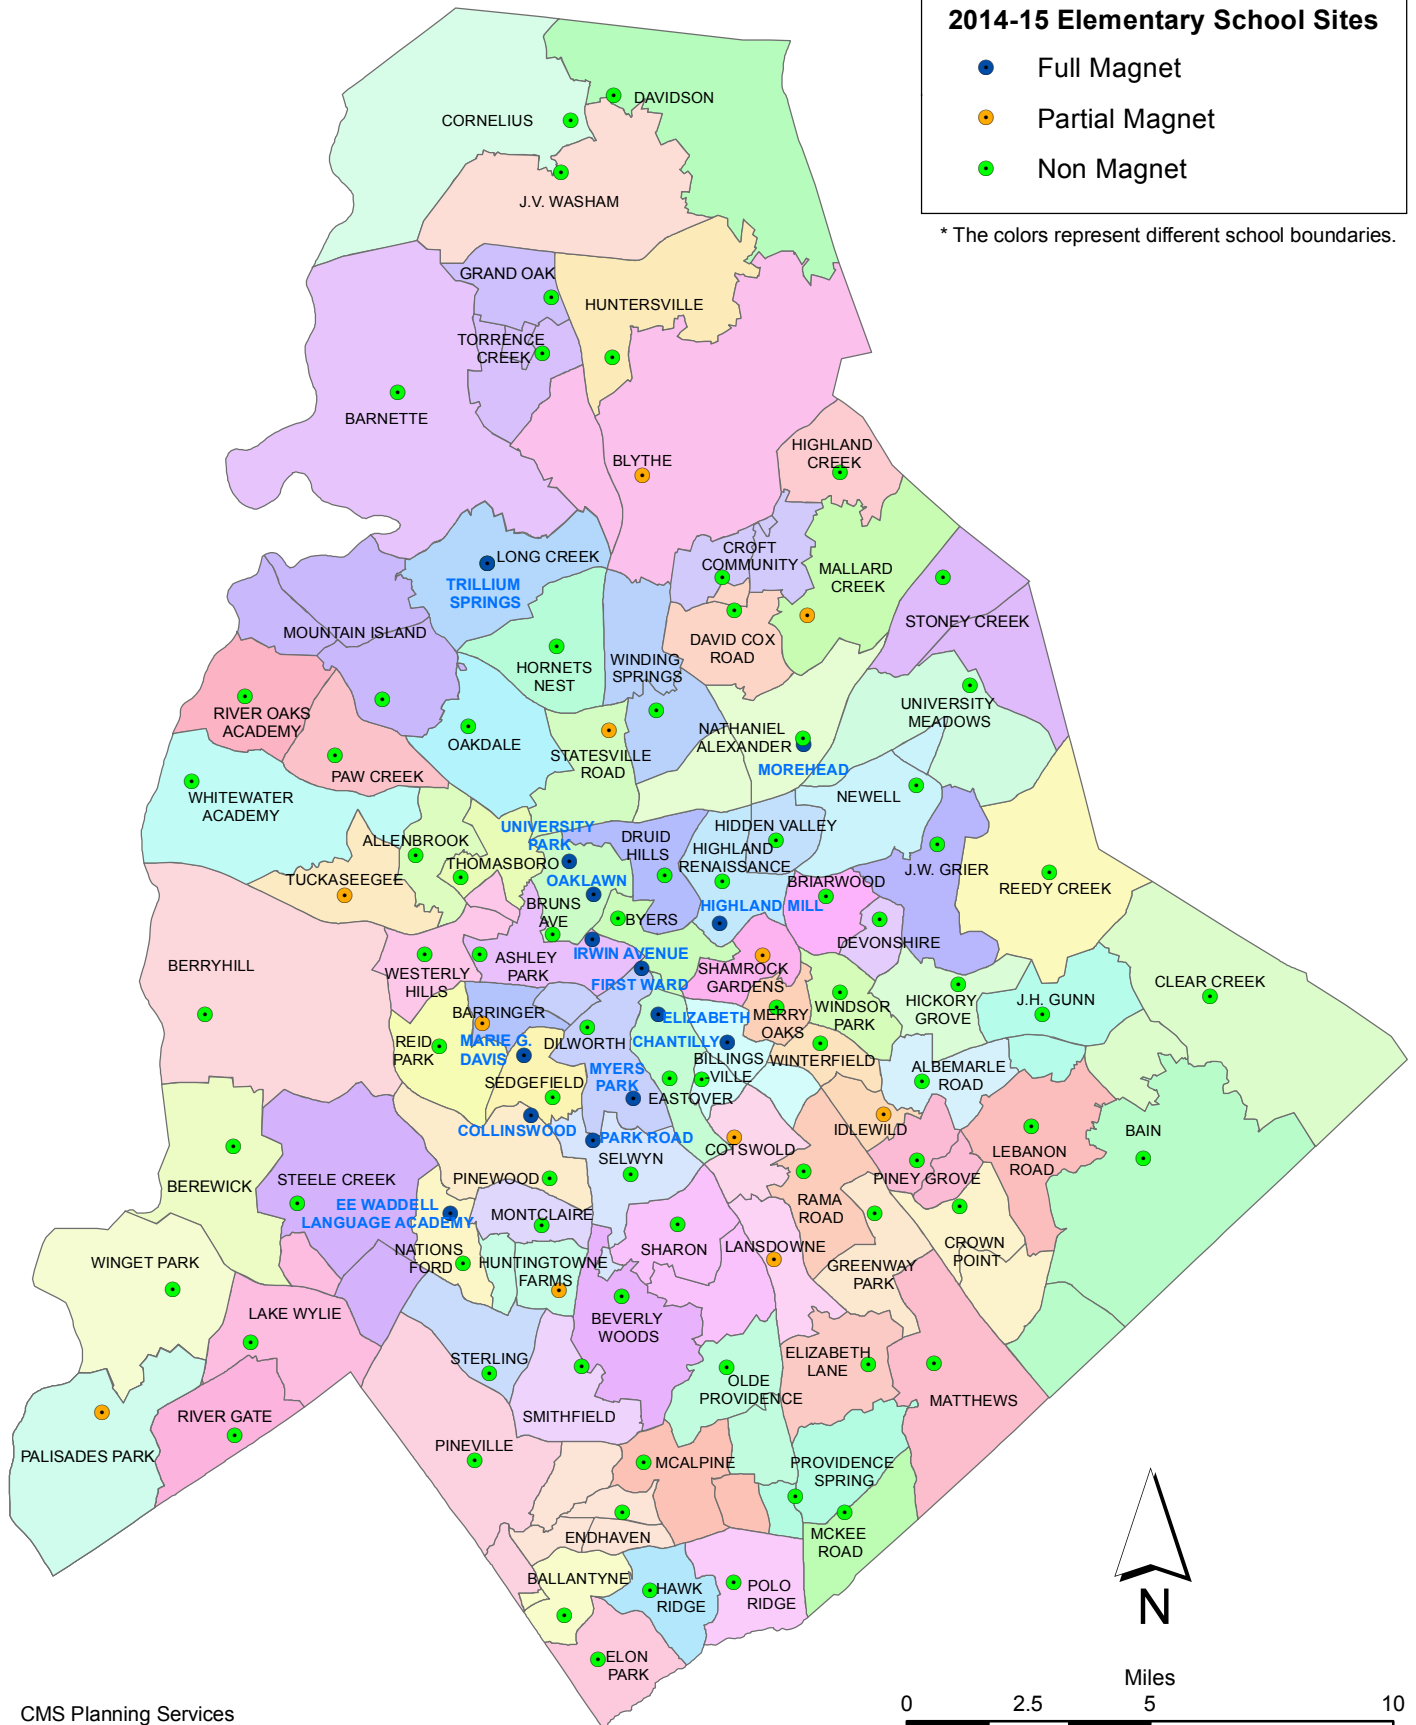 2014-15 Elementary School Sites
Full Magnet
Partial Magnet
Non Magnet
* The colors represent different school boundaries.
DAVIDSON
CORNELIUS
J.V. WASHAM
GRAND OAK
HUNTERSVILLE
TORRENCE
CREEK
BARNETTE
HIGHLAND
CREEK
BLYTHE
LONG CREEK
TRILLIUM
SPRINGS
CROFT
COMMUNITY
MALLARD
CREEK
STONEY CREEK
MOUNTAIN ISLAND
DAVID COX
ROAD
HORNETS
NEST
WINDING
SPRINGS
UNIVERSITY
MEADOWS
RIVER OAKS
ACADEMY
NATHANIEL
ALEXANDER
OAKDALE
STATESVILLE
ROAD
MOREHEAD
PAW CREEK
WHITEWATER
ACADEMY
NEWELL
UNIVERSITY
PARK
HIDDEN VALLEY
DRUID
HILLS
ALLENBROOK
HIGHLAND
RENAISSANCE
THOMASBORO
J.W. GRIER
TUCKASEEGEE
OAKLAWN
BRIARWOOD
REEDY CREEK
BRUNS
AVE
HIGHLAND MILL
BYERS
DEVONSHIRE
IRWIN AVENUE
ASHLEY
PARK
BERRYHILL
WESTERLY
HILLS
SHAMROCK
GARDENS
FIRST WARD
CLEAR CREEK
HICKORY
GROVE
J.H. GUNN
WINDSOR
PARK
BARRINGER
ELIZABETH
MERRY
OAKS
REID
PARK
MARIE G.
DAVIS
DILWORTH
CHANTILLY
BILLINGS
-VILLE
WINTERFIELD
ALBEMARLE
ROAD
MYERS
PARK
SEDGEFIELD
EASTOVER
COLLINSWOOD
PARK ROAD
IDLEWILD
BAIN
COTSWOLD
LEBANON
ROAD
SELWYN
STEELE CREEK
PINEWOOD
PINEY GROVE
BEREWICK
RAMA
ROAD
EE WADDELL
LANGUAGE ACADEMY
MONTCLAIRE
CROWN
POINT
SHARON
LANSDOWNE
NATIONS
FORD
WINGET PARK
HUNTINGTOWNE
FARMS
GREENWAY
PARK
LAKE WYLIE
BEVERLY
WOODS
ELIZABETH
LANE
STERLING
OLDE
PROVIDENCE
MATTHEWS
RIVER GATE
SMITHFIELD
PALISADES PARK
PINEVILLE
MCALPINE
PROVIDENCE
SPRING
ENDHAVEN
MCKEE
ROAD
BALLANTYNE
HAWK
RIDGE
POLO
RIDGE
N
ELON
PARK
Miles
0 2.5 5 10
CMS Planning Services